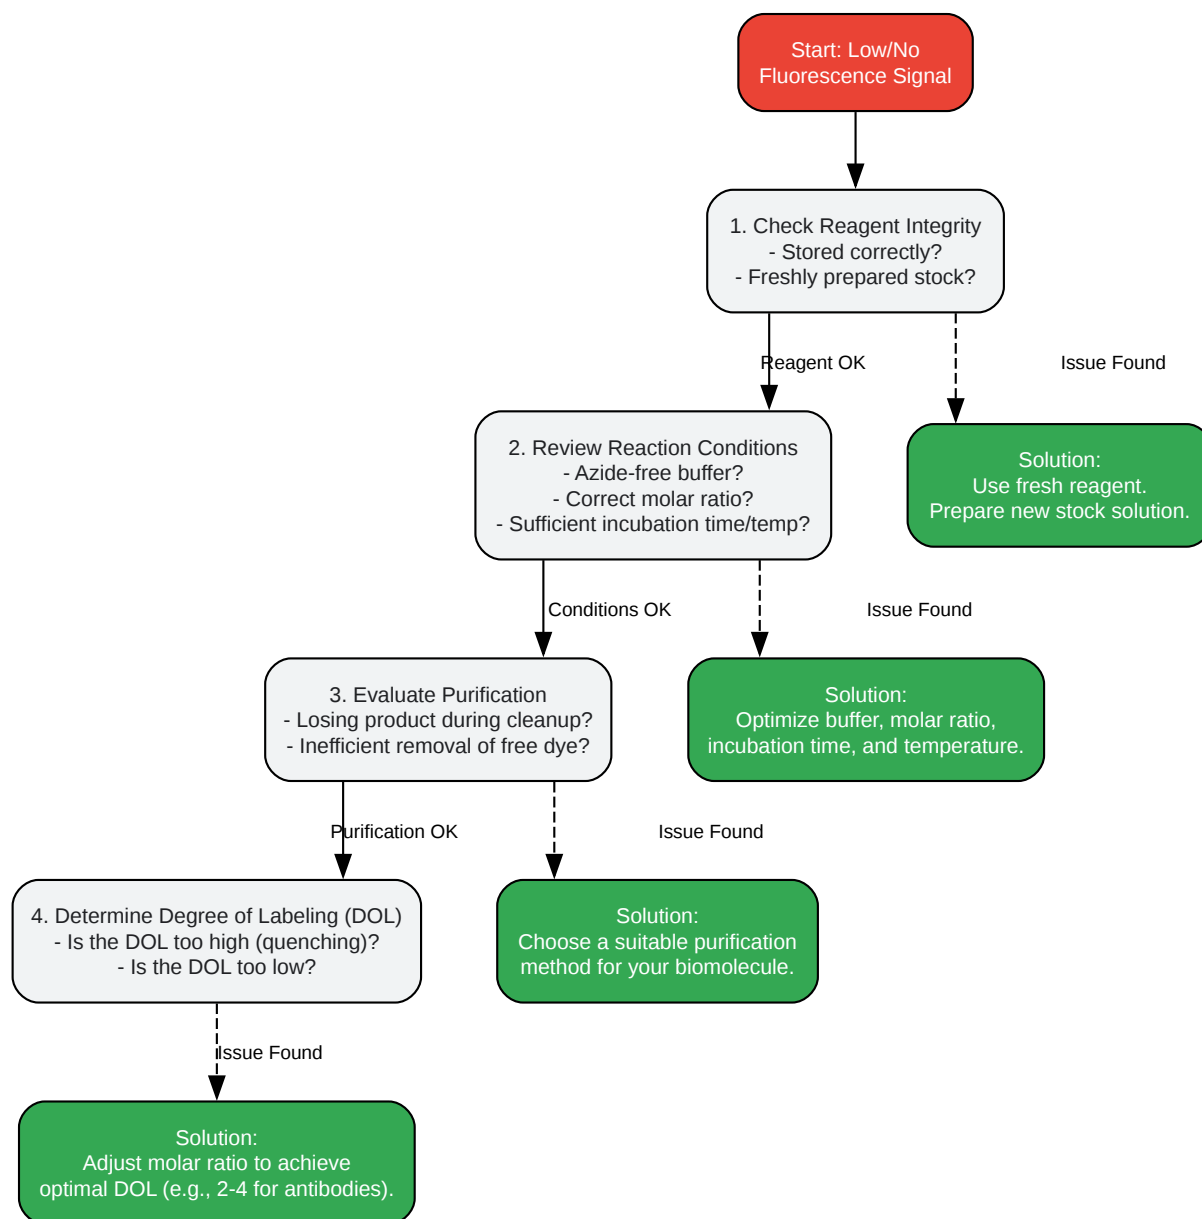 Start: Low/No
Fluorescence Signal
1. Check Reagent Integrity
- Stored correctly?
- Freshly prepared stock?
Reagent OK
Issue Found
2. Review Reaction Conditions
- Azide-free buffer?
- Correct molar ratio?
- Sufficient incubation time/temp?
Solution:
Use fresh reagent.
Prepare new stock solution.
Conditions OK
Issue Found
3. Evaluate Purification
- Losing product during cleanup?
- Inefficient removal of free dye?
Solution:
Optimize buffer, molar ratio,
incubation time, and temperature.
Purification OK
Issue Found
4. Determine Degree of Labeling (DOL)
- Is the DOL too high (quenching)?
- Is the DOL too low?
Solution:
Choose a suitable purification
method for your biomolecule.
Issue Found
Solution:
Adjust molar ratio to achieve
optimal DOL (e.g., 2-4 for antibodies).